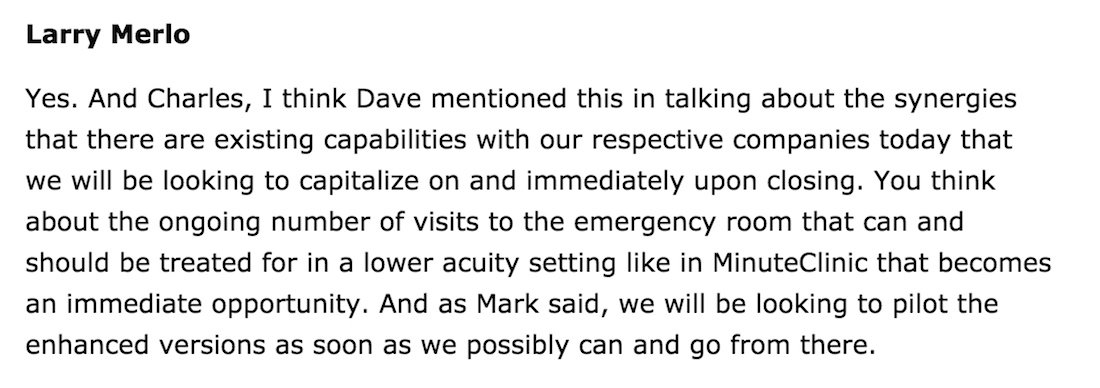 Larry Merlo
Yes. And Charles, I think Dave mentioned this in talking about the synergies
that there are existing capabilities with our respective companies today that
we will be looking to capitalize on and immediately upon closing. You think
about the ongoing number of visits to the emergency room that can and
should be treated for in a lower acuity setting like in MinuteClinic that becomes
an immediate opportunity. And as Mark said, we will be looking to pilot the
enhanced versions as soon as we possibly can and go from there.